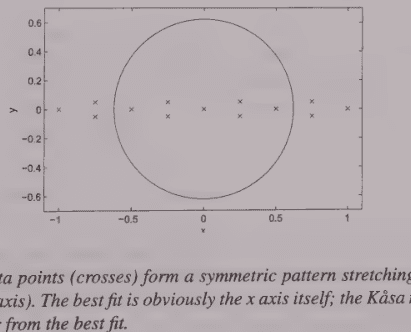 0.6
0.4
0.2
0
−0.2
−0.4
−0.6
y
−1 −0.5 0 0.5 1
x
ta points (crosses) form a symmetric pattern stretching
axis). The best fit is obviously the x axis itself; the Kåsa
from the best fit.